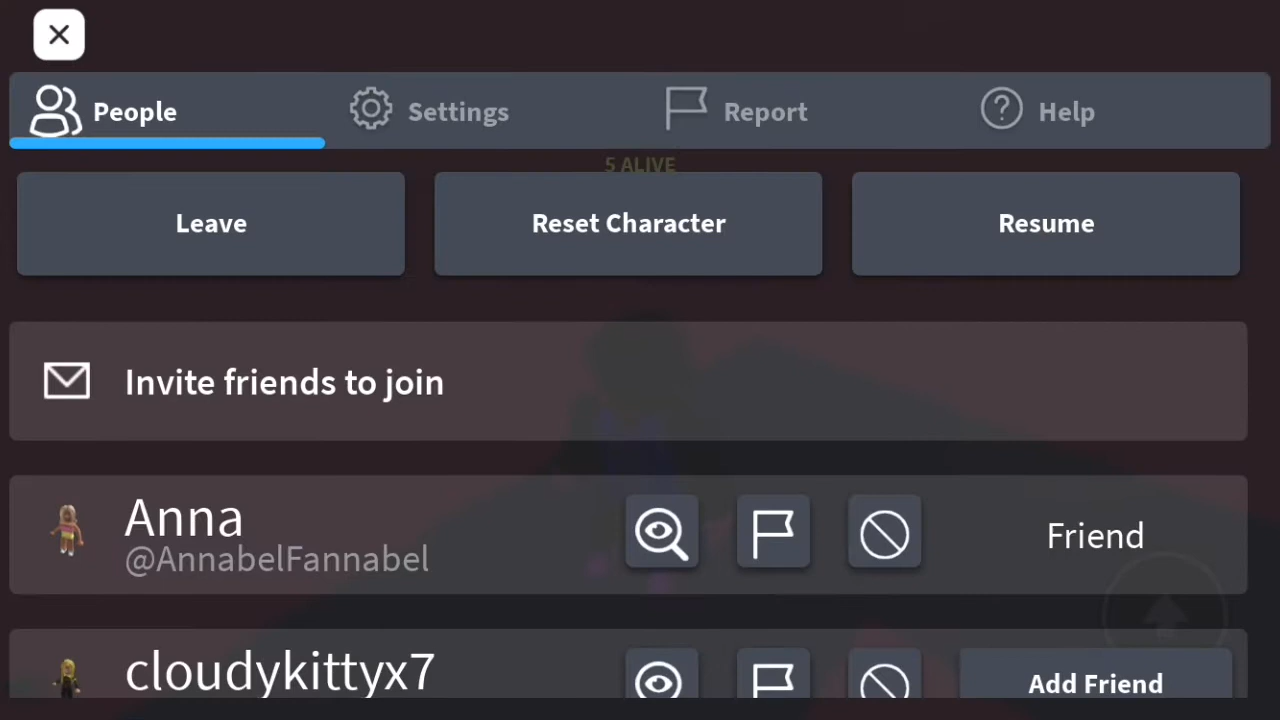 People
Settings
Report
Help
5 ALIVE
Leave
Reset Character
Resume
Invite friends to join
Anna
@AnnabelFannabel
Friend
cloudykittyx7
Add Friend